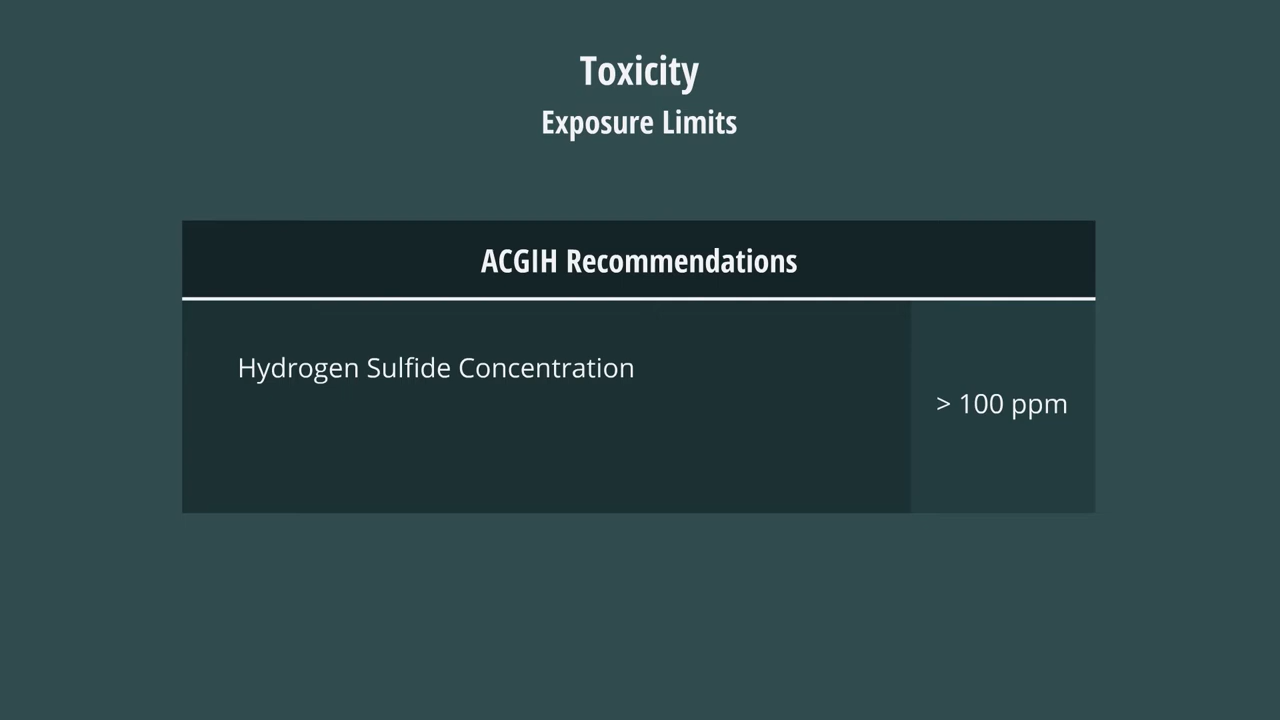 Toxicity
Exposure Limits
ACGIH Recommendations
Hydrogen Sulfide Concentration
> 100 ppm